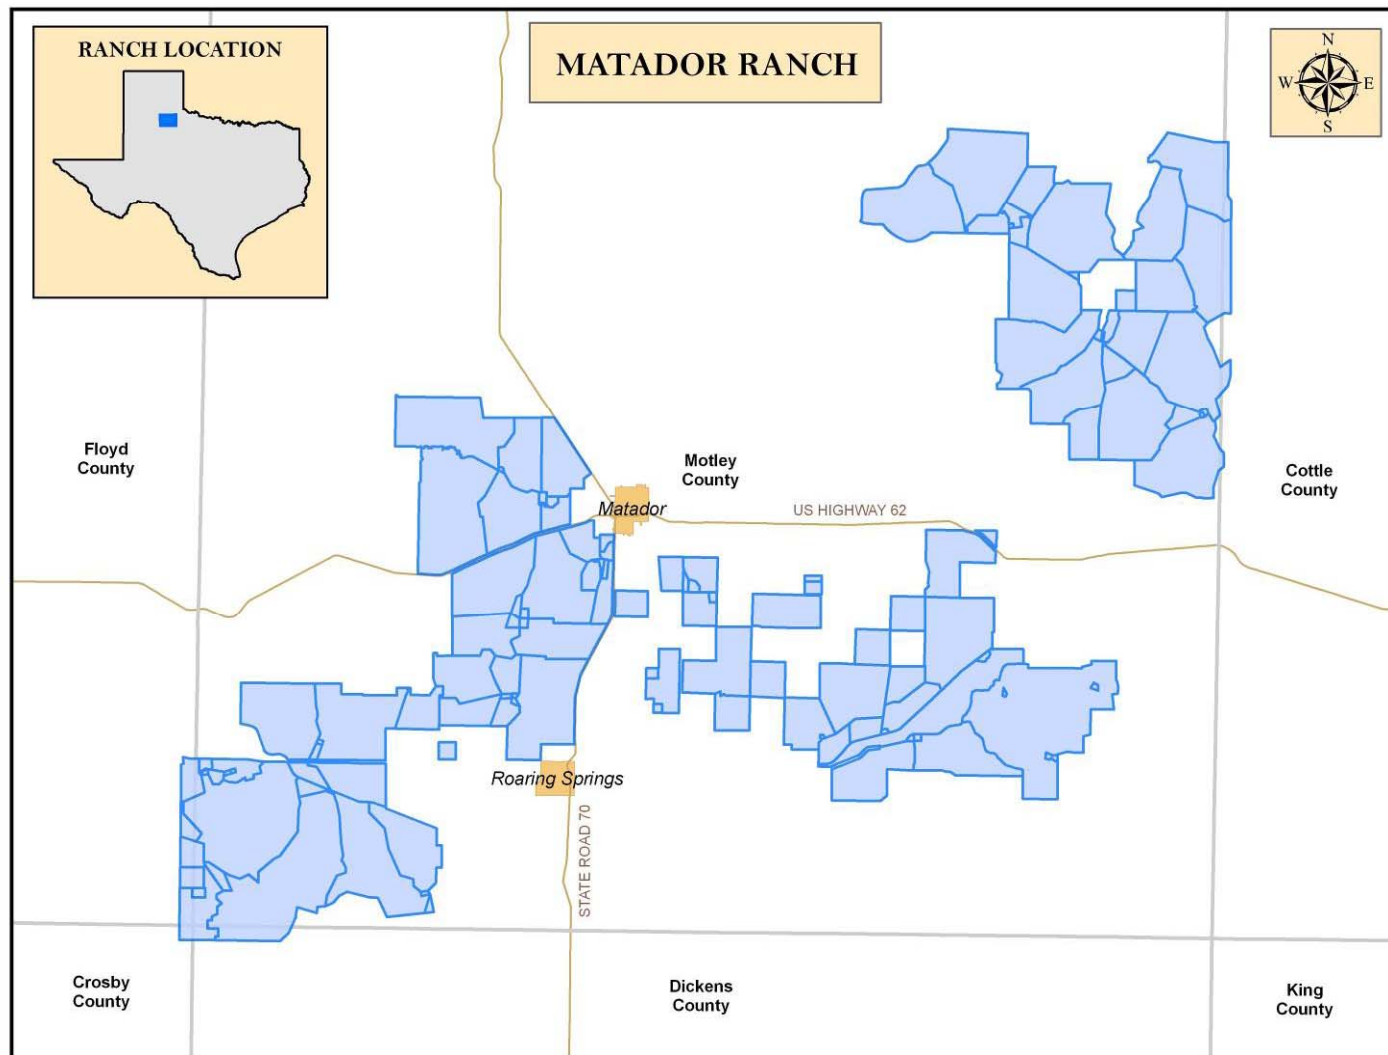 RANCH LOCATION
MATADOR RANCH
N
W E
S
Floyd
County
Motley
County
Cottle
County
Matador
US HIGHWAY 62
Roaring Springs
STATE ROAD 70
Crosby
County
Dickens
County
King
County